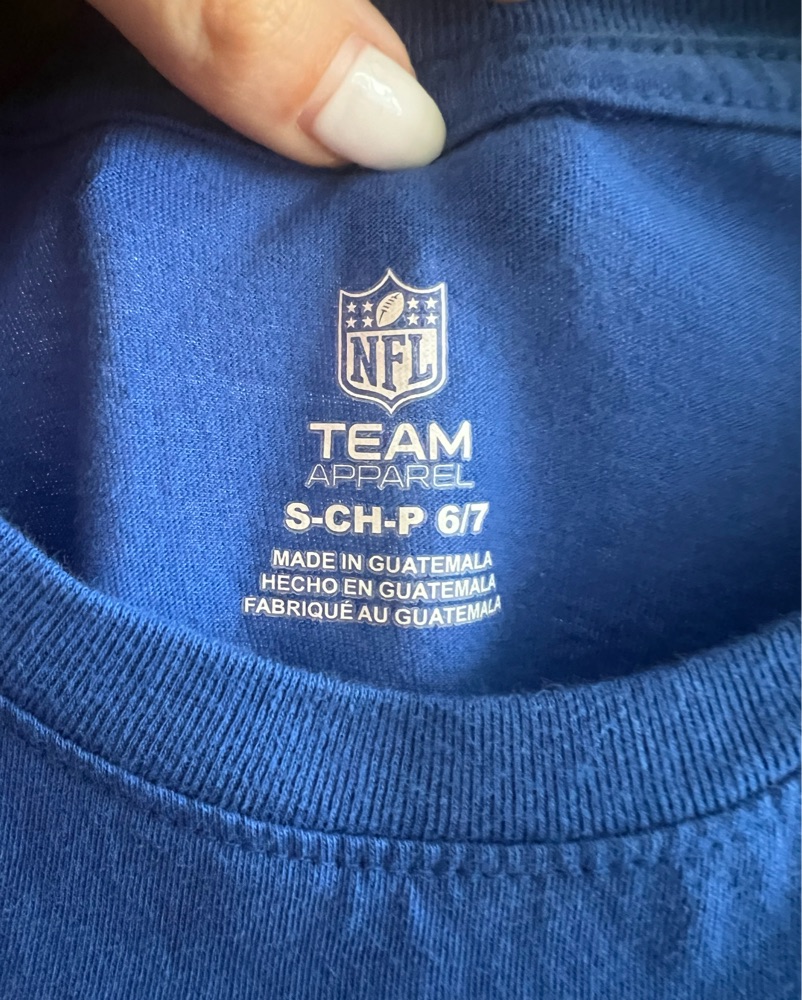 NFL
TEAM
APPAREL
S-CH-P 6/7
MADE IN GUATEMALA
HECHO EN GUATEMALA
FABRIQUÉ AU GUATEMALA